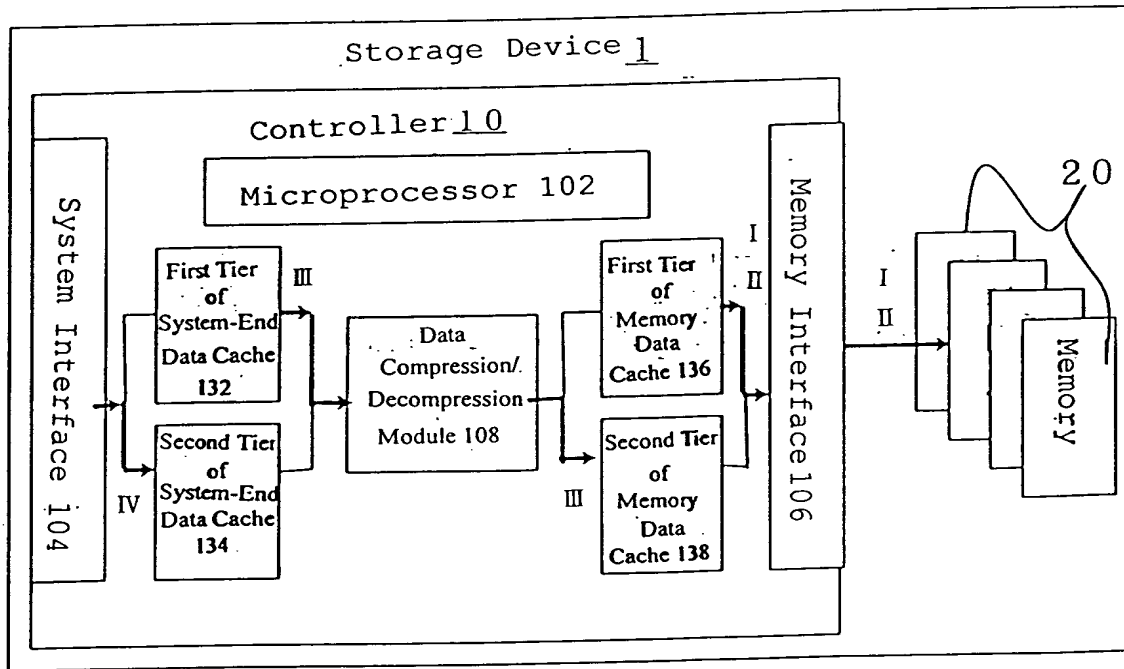 Storage Device 1
Controller 10
Microprocessor 102
System Interface 104
First Tier
of
System-End
Data Cache
132
III
Second Tier
of
System-End
Data Cache
134
IV
Data
Compression/
Decompression
Module 108
First Tier
of
Memory
Data
Cache 136
I
II
Second Tier
of
Memory
Data
Cache 138
III
Memory Interface 106
I
II
20
Memory